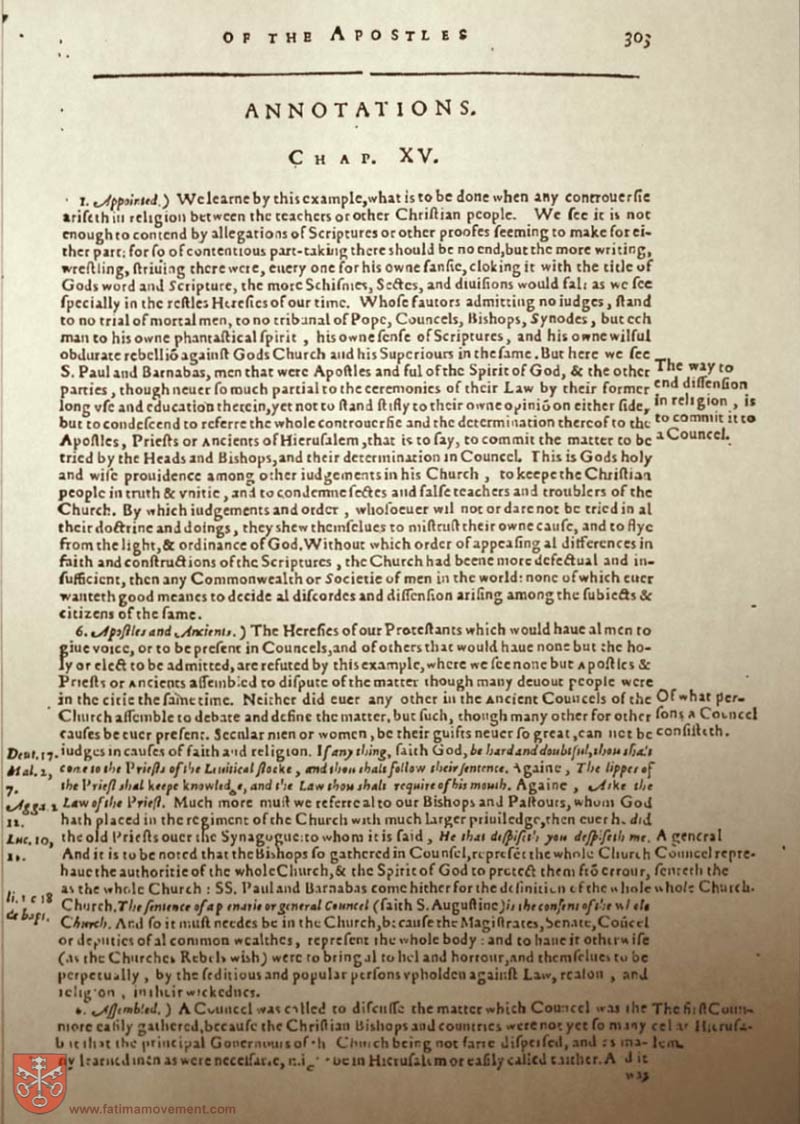 OF THE APOSTLES 303
ANNOTATIONS.
CHAP. XV.
1. Appointed.) We learne by this example, what is to be done when any controuersie
ariseth in religion between the teachers or other Christian people. We see it is not
enough to contend by allegations of Scriptures or other proofes seeming to make for ei-
ther part: for so of contentious part-taking there should be no end, but the more writing,
wrestling, striuing there were, euery one for his owne fansie, cloking it with the title of
Gods word and Scripture, the more Schismes, Sectes, and diuisions would fal: as we see
specially in the restles Heresies of our time. Whose fautors admitting no iudges, stand
to no trial of mortal men, to no tribunal of Pope, Councels, Bishops, Synodes, but ech
man to his owne phantastical spirit, his owne sense of Scriptures, and his owne wilful
obdurate rebelliō against Gods Church and his Superiours in the same. But here we see
S. Paul and Barnabas, men that were Apostles and ful of the Spirit of God, & the other
parties, though neuer so much partial to the ceremonies of their Law by their former
long vse and education therein, yet not to stand stifly to their owne opiniō on either side,
but to condescend to referre the whole controuersie and the determination thereof to the
Apostles, Priests or Ancients of Hierusalem, that is to say, to commit the matter to be
tried by the Heads and Bishops, and their determination in Councel. This is Gods holy
and wise prouidence among other iudgements in his Church, to keepe the Christian
people in truth & vnitie, and to condemne sectes and false teachers and troublers of the
Church. By which iudgements and order, whosoeuer wil not or dare not be tried in al
their doctrine and doings, they shew themselues to mistrust their owne cause, and to flye
from the light, & ordinance of God. Without which order of appeasing al differences in
faith and constructions of the Scriptures, the Church had beene more defectual and in-
sufficient, then any Commonwealth or Societie of men in the world: none of which euer
wanteth good meanes to decide al discordes and dissension arising among the subiects &
citizens of the same.
The way to
end dissension
in religion, is
to commit it to
a Councel.
6. Apostles and Ancients.) The Heresies of our Protestants which would haue al men to
giue voice, or to be present in Councels, and of others that would haue none but the ho-
ly or elect to be admitted, are refuted by this example, where we see none but Apostles &
Priests or Ancients assembled to dispute of the matter though many deuout people were
in the citie the same time. Neither did euer any other in the Ancient Councels of the
Church assemble to debate and define the matter, but such, though many other for other
causes be euer present. Secular men or women, be their guifts neuer so great, can not be
iudges in causes of faith and religion. If any thing, saith God, be hard and doubtful, thou shalt
come to the Priests of the Leuitical stocke, and thou shalt follow their sentence. Againe, The lippes of
the Priest shal keepe knowledge, and the Law thou shalt require of his mouth. Againe, Aske the
Law of the Priest. Much more must we referre al to our Bishops and Pastours, whom God
hath placed in the regiment of the Church with much larger priuiledge, then euer h. did
the old Priests ouer the Synagogue: to whom it is said, He that despiseth you despiseth me.
And it is to be noted that the Bishops so gathered in Counsel, represēt the whole Church
haue the authoritie of the whole Church, & the Spirit of God to protect them frō errour,
as the whole Church: SS. Paul and Barnabas come hither for the definition of the whole
Church. The sentence of a plenarie or general Councel (saith S. Augustine) is the consent of the whole
Church. And so it must needes be in the Church, because the Magistrates, Senate, Coūcel
or deputies of al common wealthes, represent the whole body: and to haue it otherwise
(as the Churches Rebels wish) were to bring al to hel and horrour, and themselues to be
perpetually, by the seditious and popular persons vpholden against Law, reason, and
religion, in their wickednes.
Of what per-
sons a Councel
consisteth.
Deut. 17.
Mal. 2,
7.
Agga 2
12.
Luc. 10,
A general
Councel repre-
senteth the
whole Church.
li. 1 c 18
de bapt.
6. Assembled.) A Councel was called to discusse the matter which Councel was the
more easily gathered, because the Christian Bishops and countries were not yet so many
but that the principal Gouernours of Church being not farre dispersed, and as ma-
ny learned men as were necessarie, in Hierusalem or easily called thither. And it
was
The first Coun-
cel at Hierusa-
lem.
www.fatimamovement.com